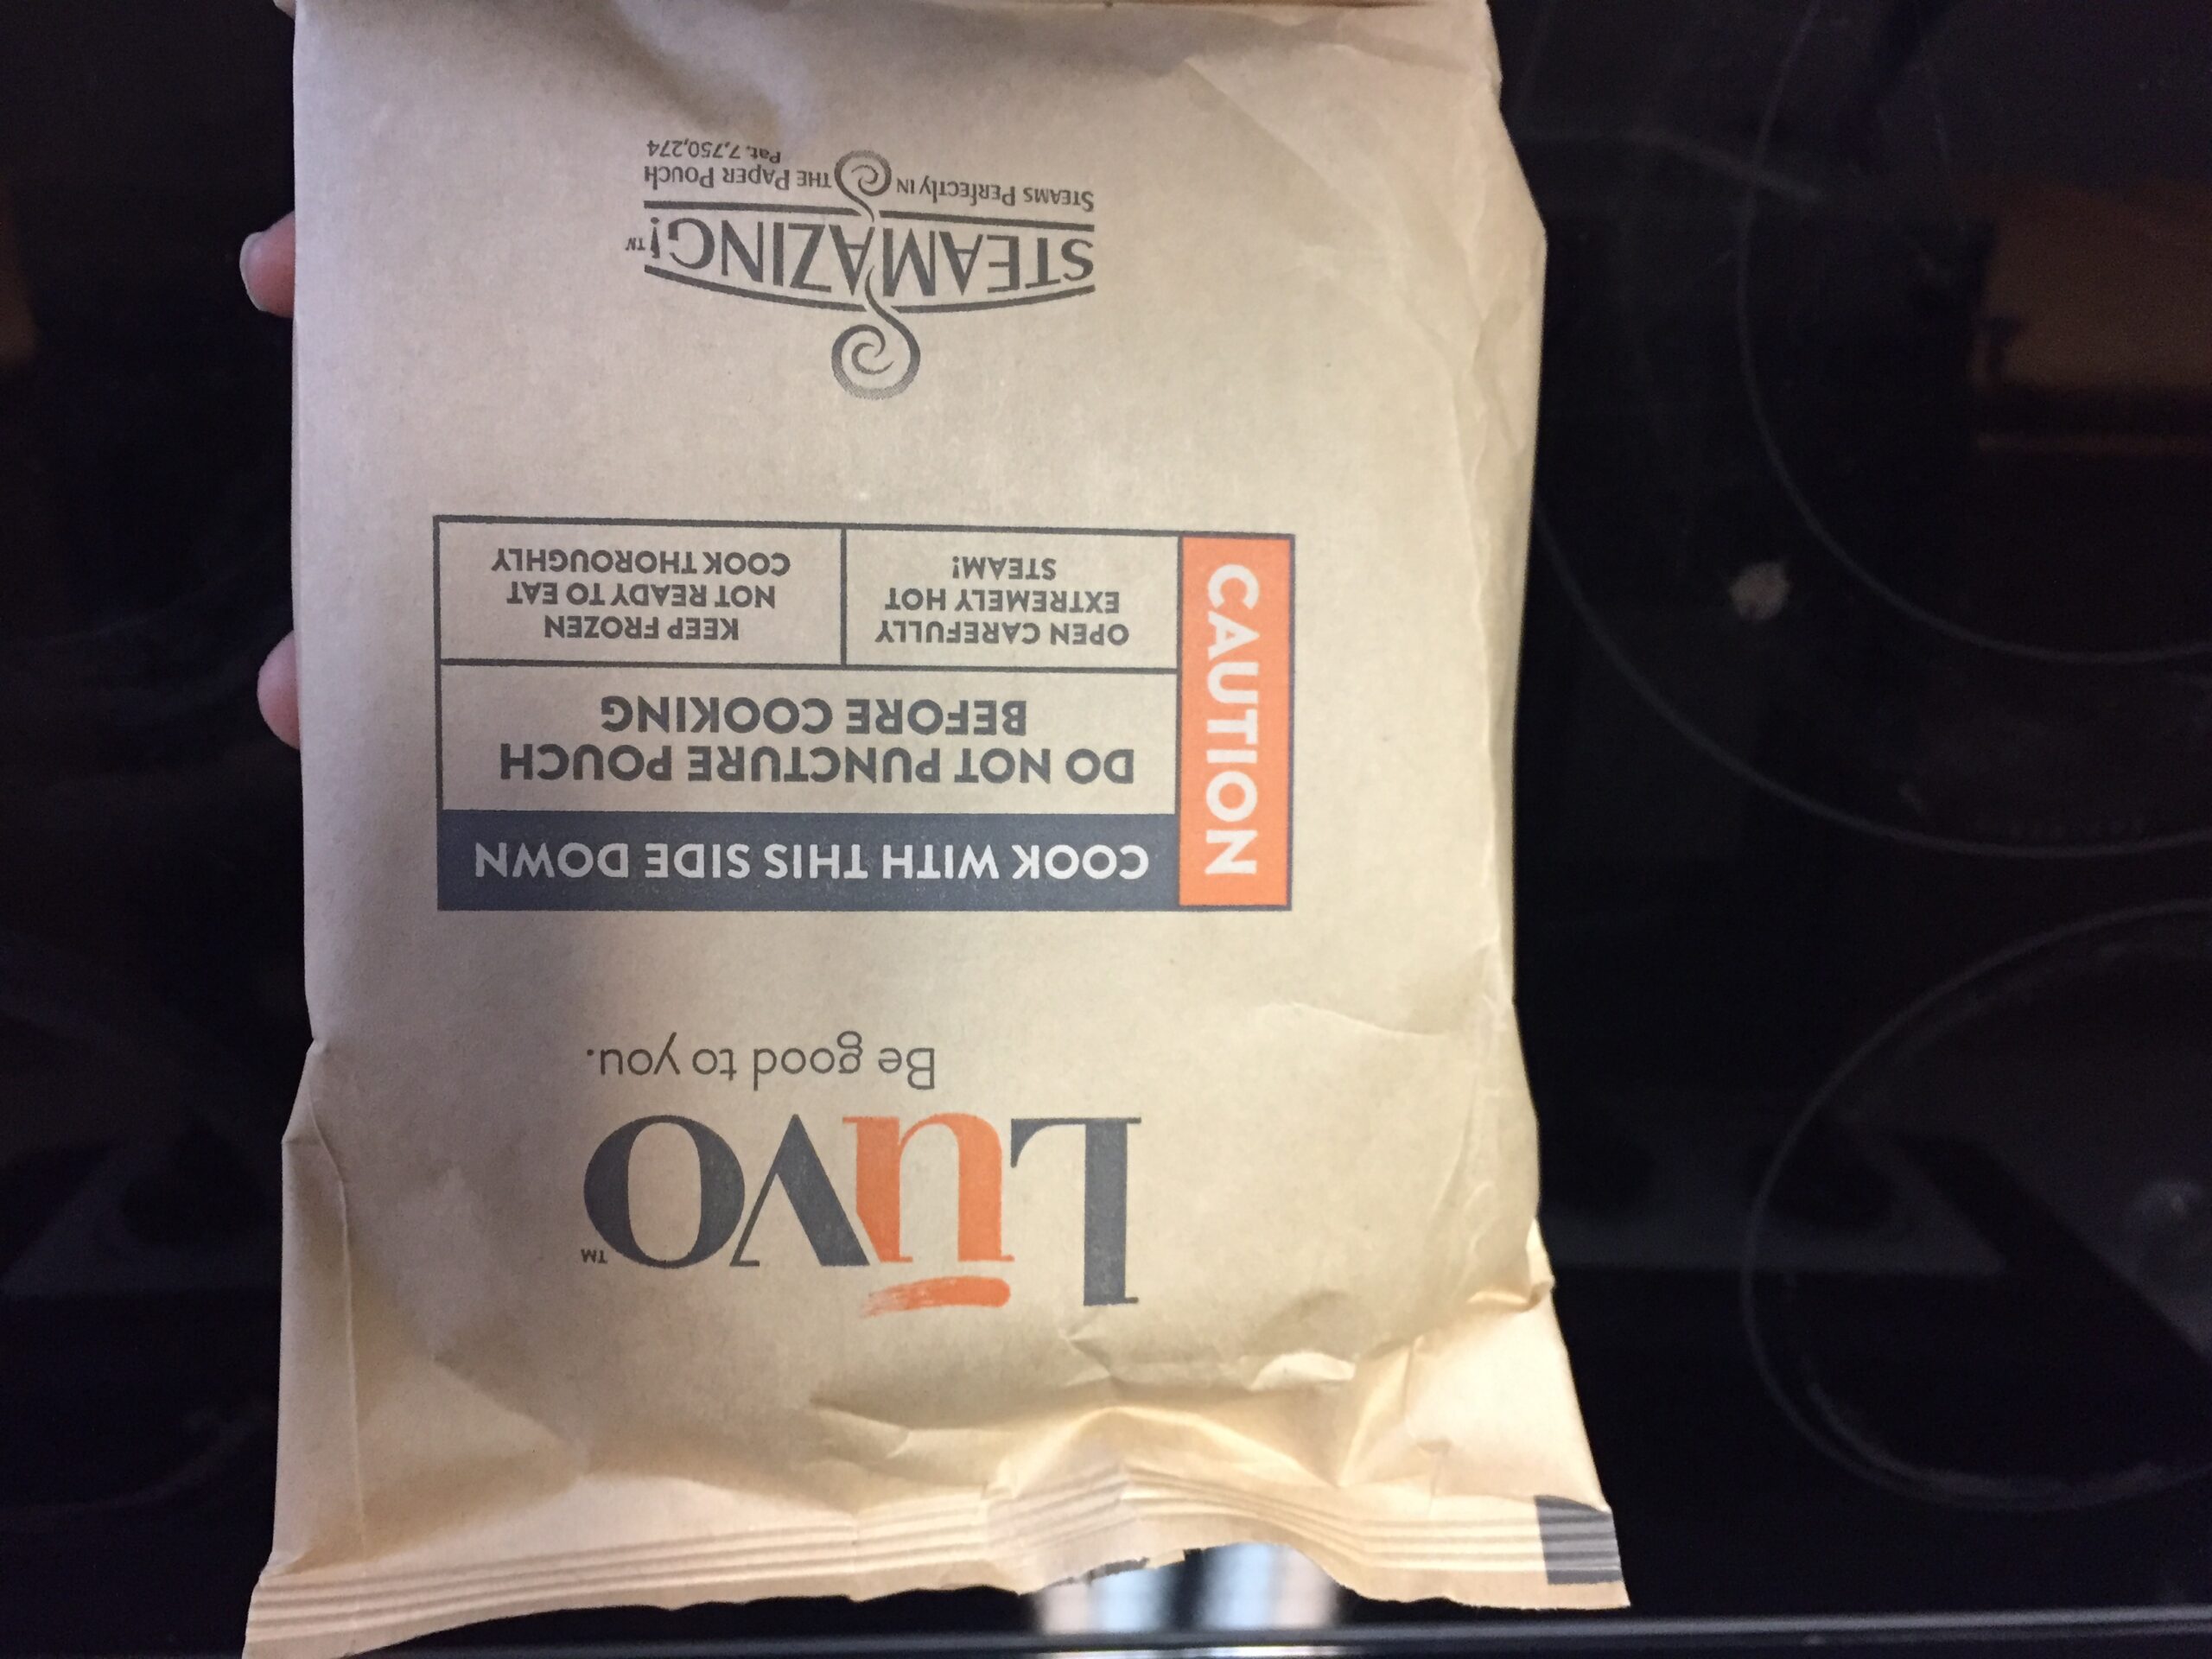 Lūvo™
Be good to you.
CAUTION
COOK WITH THIS SIDE DOWN
DO NOT PUNCTURE POUCH
BEFORE COOKING
OPEN CAREFULLY
EXTREMELY HOT
STEAM!
KEEP FROZEN
NOT READY TO EAT
COOK THOROUGHLY
STEAMAZING!™
STEAMS PERFECTLY IN THE PAPER POUCH
Pat. 7,750,274